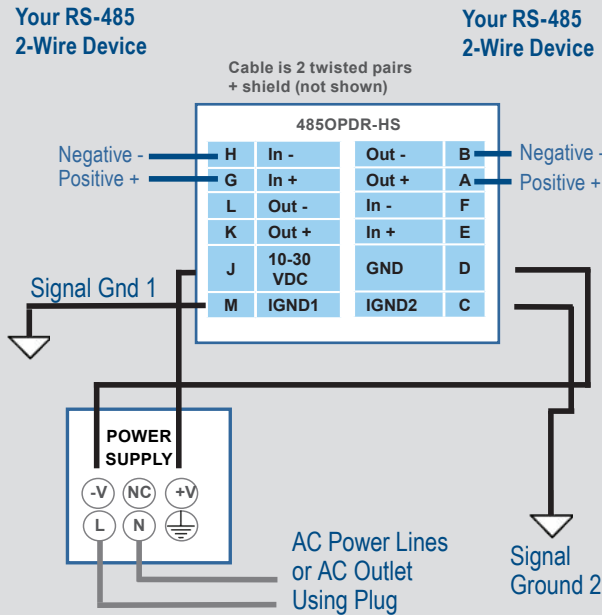 Your RS-485
2-Wire Device
Your RS-485
2-Wire Device
Cable is 2 twisted pairs
+ shield (not shown)
485OPDR-HS
Negative -
H In - Out - B
Negative -
Positive +
G In + Out + A
Positive +
L Out - In - F
K Out + In + E
J 10-30
VDC GND D
Signal Gnd 1
M IGND1 IGND2 C
POWER
SUPPLY
-V NC +V
L N
AC Power Lines
or AC Outlet
Using Plug
Signal
Ground 2